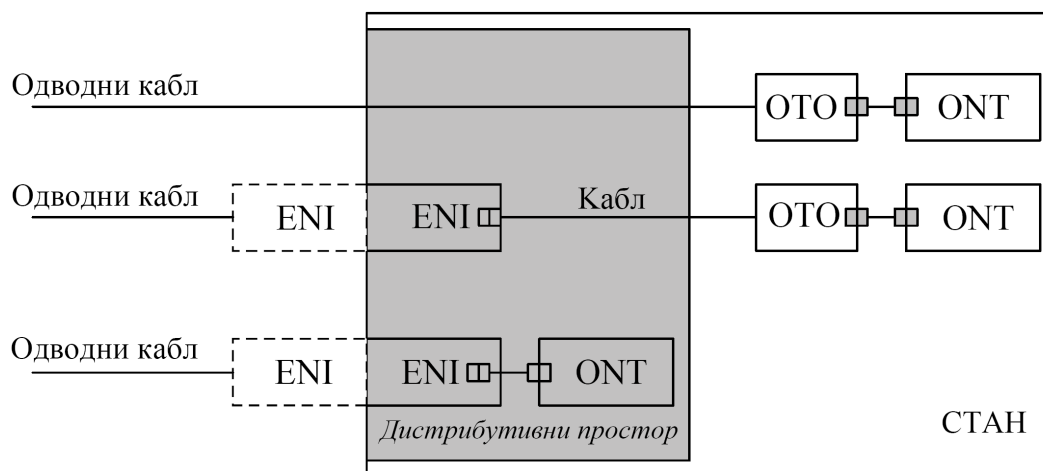 Одводни кабл
OTO
ONT
Одводни кабл
ENI
ENI
Кабл
OTO
ONT
Одводни кабл
ENI
ENI
ONT
Дистрибутивни простор
СТАН